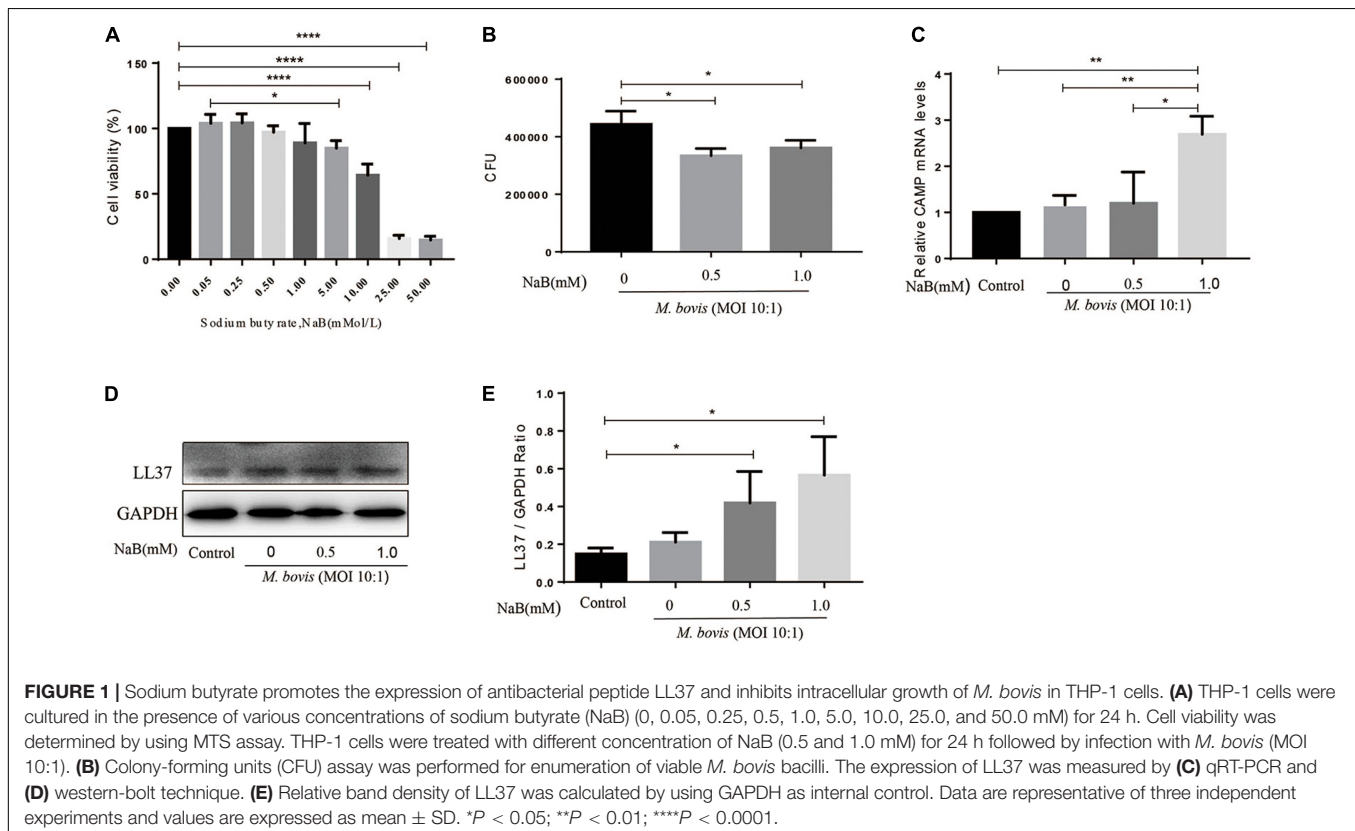 A
****
****
****
*
150
100
50
0
Cell viability (%)
0.00 0.05 0.25 0.50 1.00 5.00 10.00 25.00 50.00
Sodium buty rate,NaB(mMol/L)
B
*
*
600000
400000
200000
0
CFU
NaB(mM) 0 0.5 1.0
M. bovis (MOI 10:1)
C
**
**
*
4
3
2
1
0
Relative CAMP mRNA levels
NaB(mM) Control 0 0.5 1.0
M. bovis (MOI 10:1)
D
LL37
GAPDH
NaB(mM) Control 0 0.5 1.0
M. bovis (MOI 10:1)
E
*
*
1.0
0.8
0.6
0.4
0.2
0.0
LL37 / GAPDH Ratio
NaB(mM) Control 0 0.5 1.0
M. bovis (MOI 10:1)
FIGURE 1 | Sodium butyrate promotes the expression of antibacterial peptide LL37 and inhibits intracellular growth of M. bovis in THP-1 cells. (A) THP-1 cells were
cultured in the presence of various concentrations of sodium butyrate (NaB) (0, 0.05, 0.25, 0.5, 1.0, 5.0, 10.0, 25.0, and 50.0 mM) for 24 h. Cell viability was
determined by using MTS assay. THP-1 cells were treated with different concentration of NaB (0.5 and 1.0 mM) for 24 h followed by infection with M. bovis (MOI
10:1). (B) Colony-forming units (CFU) assay was performed for enumeration of viable M. bovis bacilli. The expression of LL37 was measured by (C) qRT-PCR and
(D) western-bolt technique. (E) Relative band density of LL37 was calculated by using GAPDH as internal control. Data are representative of three independent
experiments and values are expressed as mean ± SD. *P < 0.05; **P < 0.01; ****P < 0.0001.